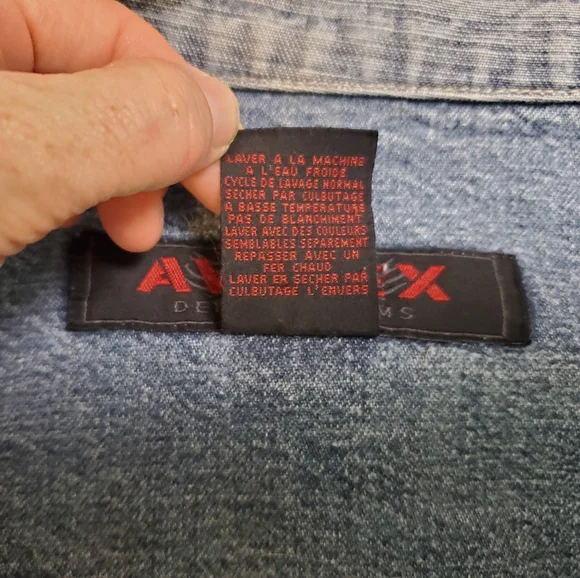 LAVER A LA MACHINE
A L'EAU FROIDE
CYCLE DE LAVAGE NORMAL
SECHER PAR CULBUTAGE
A BASSE TEMPERATURE
PAS DE BLANCHIMENT
LAVER AVEC DES COULEURS
SEMBLABLES SEPAREMENT
REPASSER AVEC UN
FER CHAUD
LAVER ER SECHER PAR
CULBUTAGE L'ENVERS